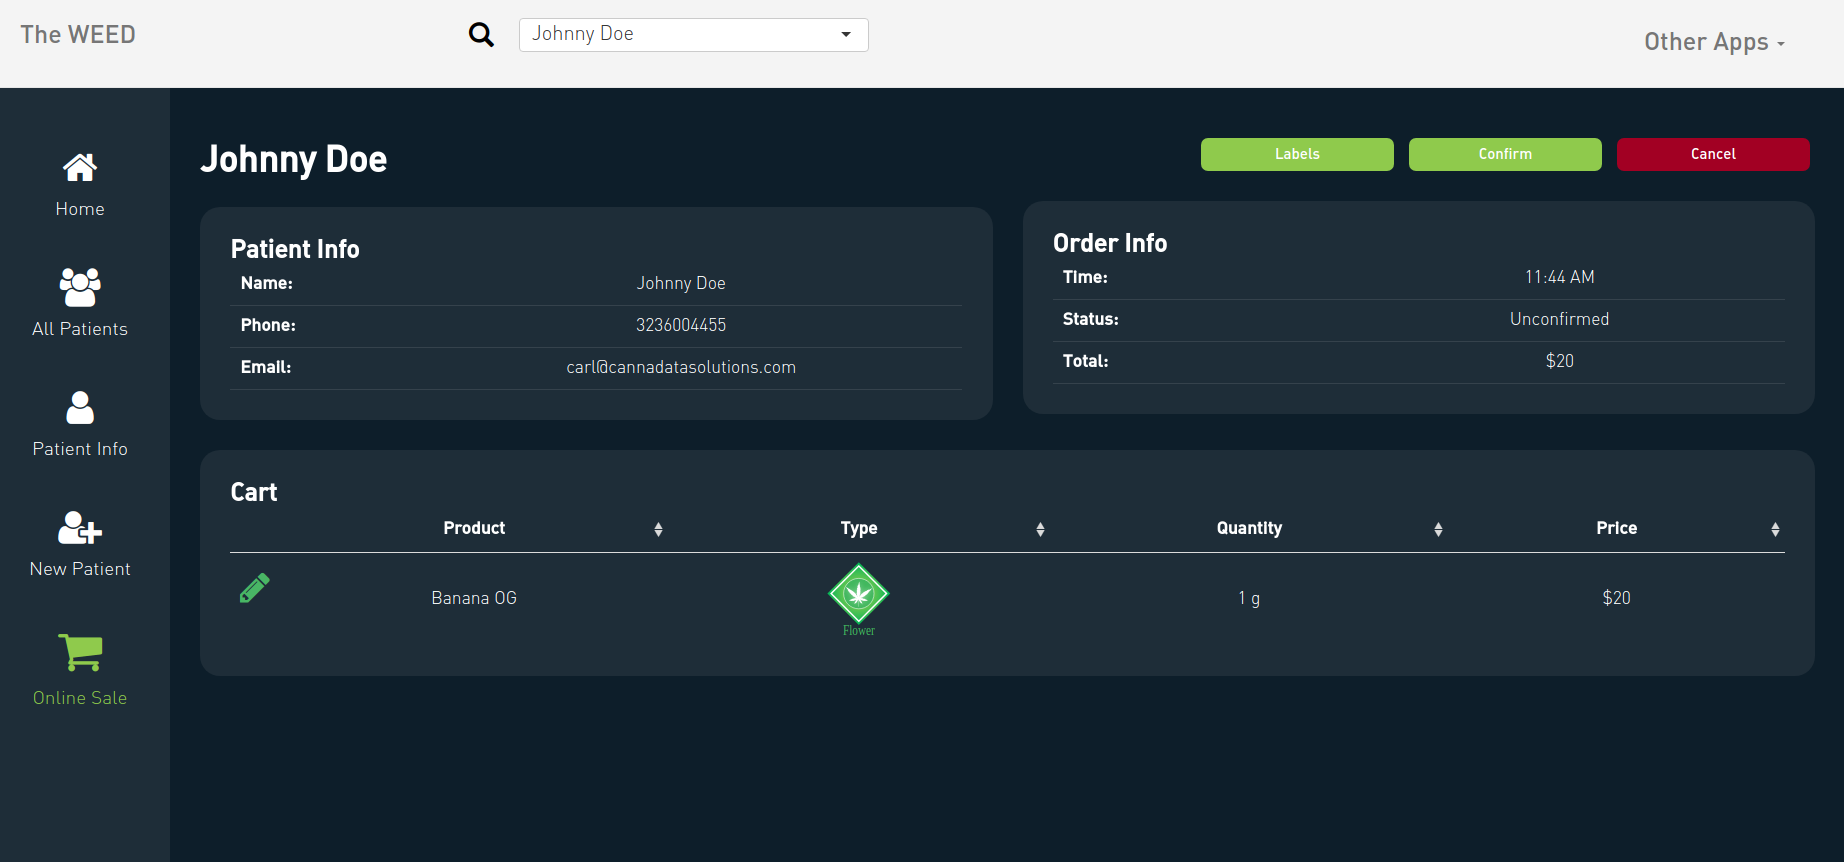 The WEED
Johnny Doe
Other Apps
Home
All Patients
Patient Info
New Patient
Online Sale
Johnny Doe
Labels
Confirm
Cancel
Patient Info
Name: Johnny Doe
Phone: 3236004455
Email: carl@cannadatasolutions.com
Order Info
Time: 11:44 AM
Status: Unconfirmed
Total: $20
Cart
Product Type Quantity Price
Banana OG Flower 1 g $20